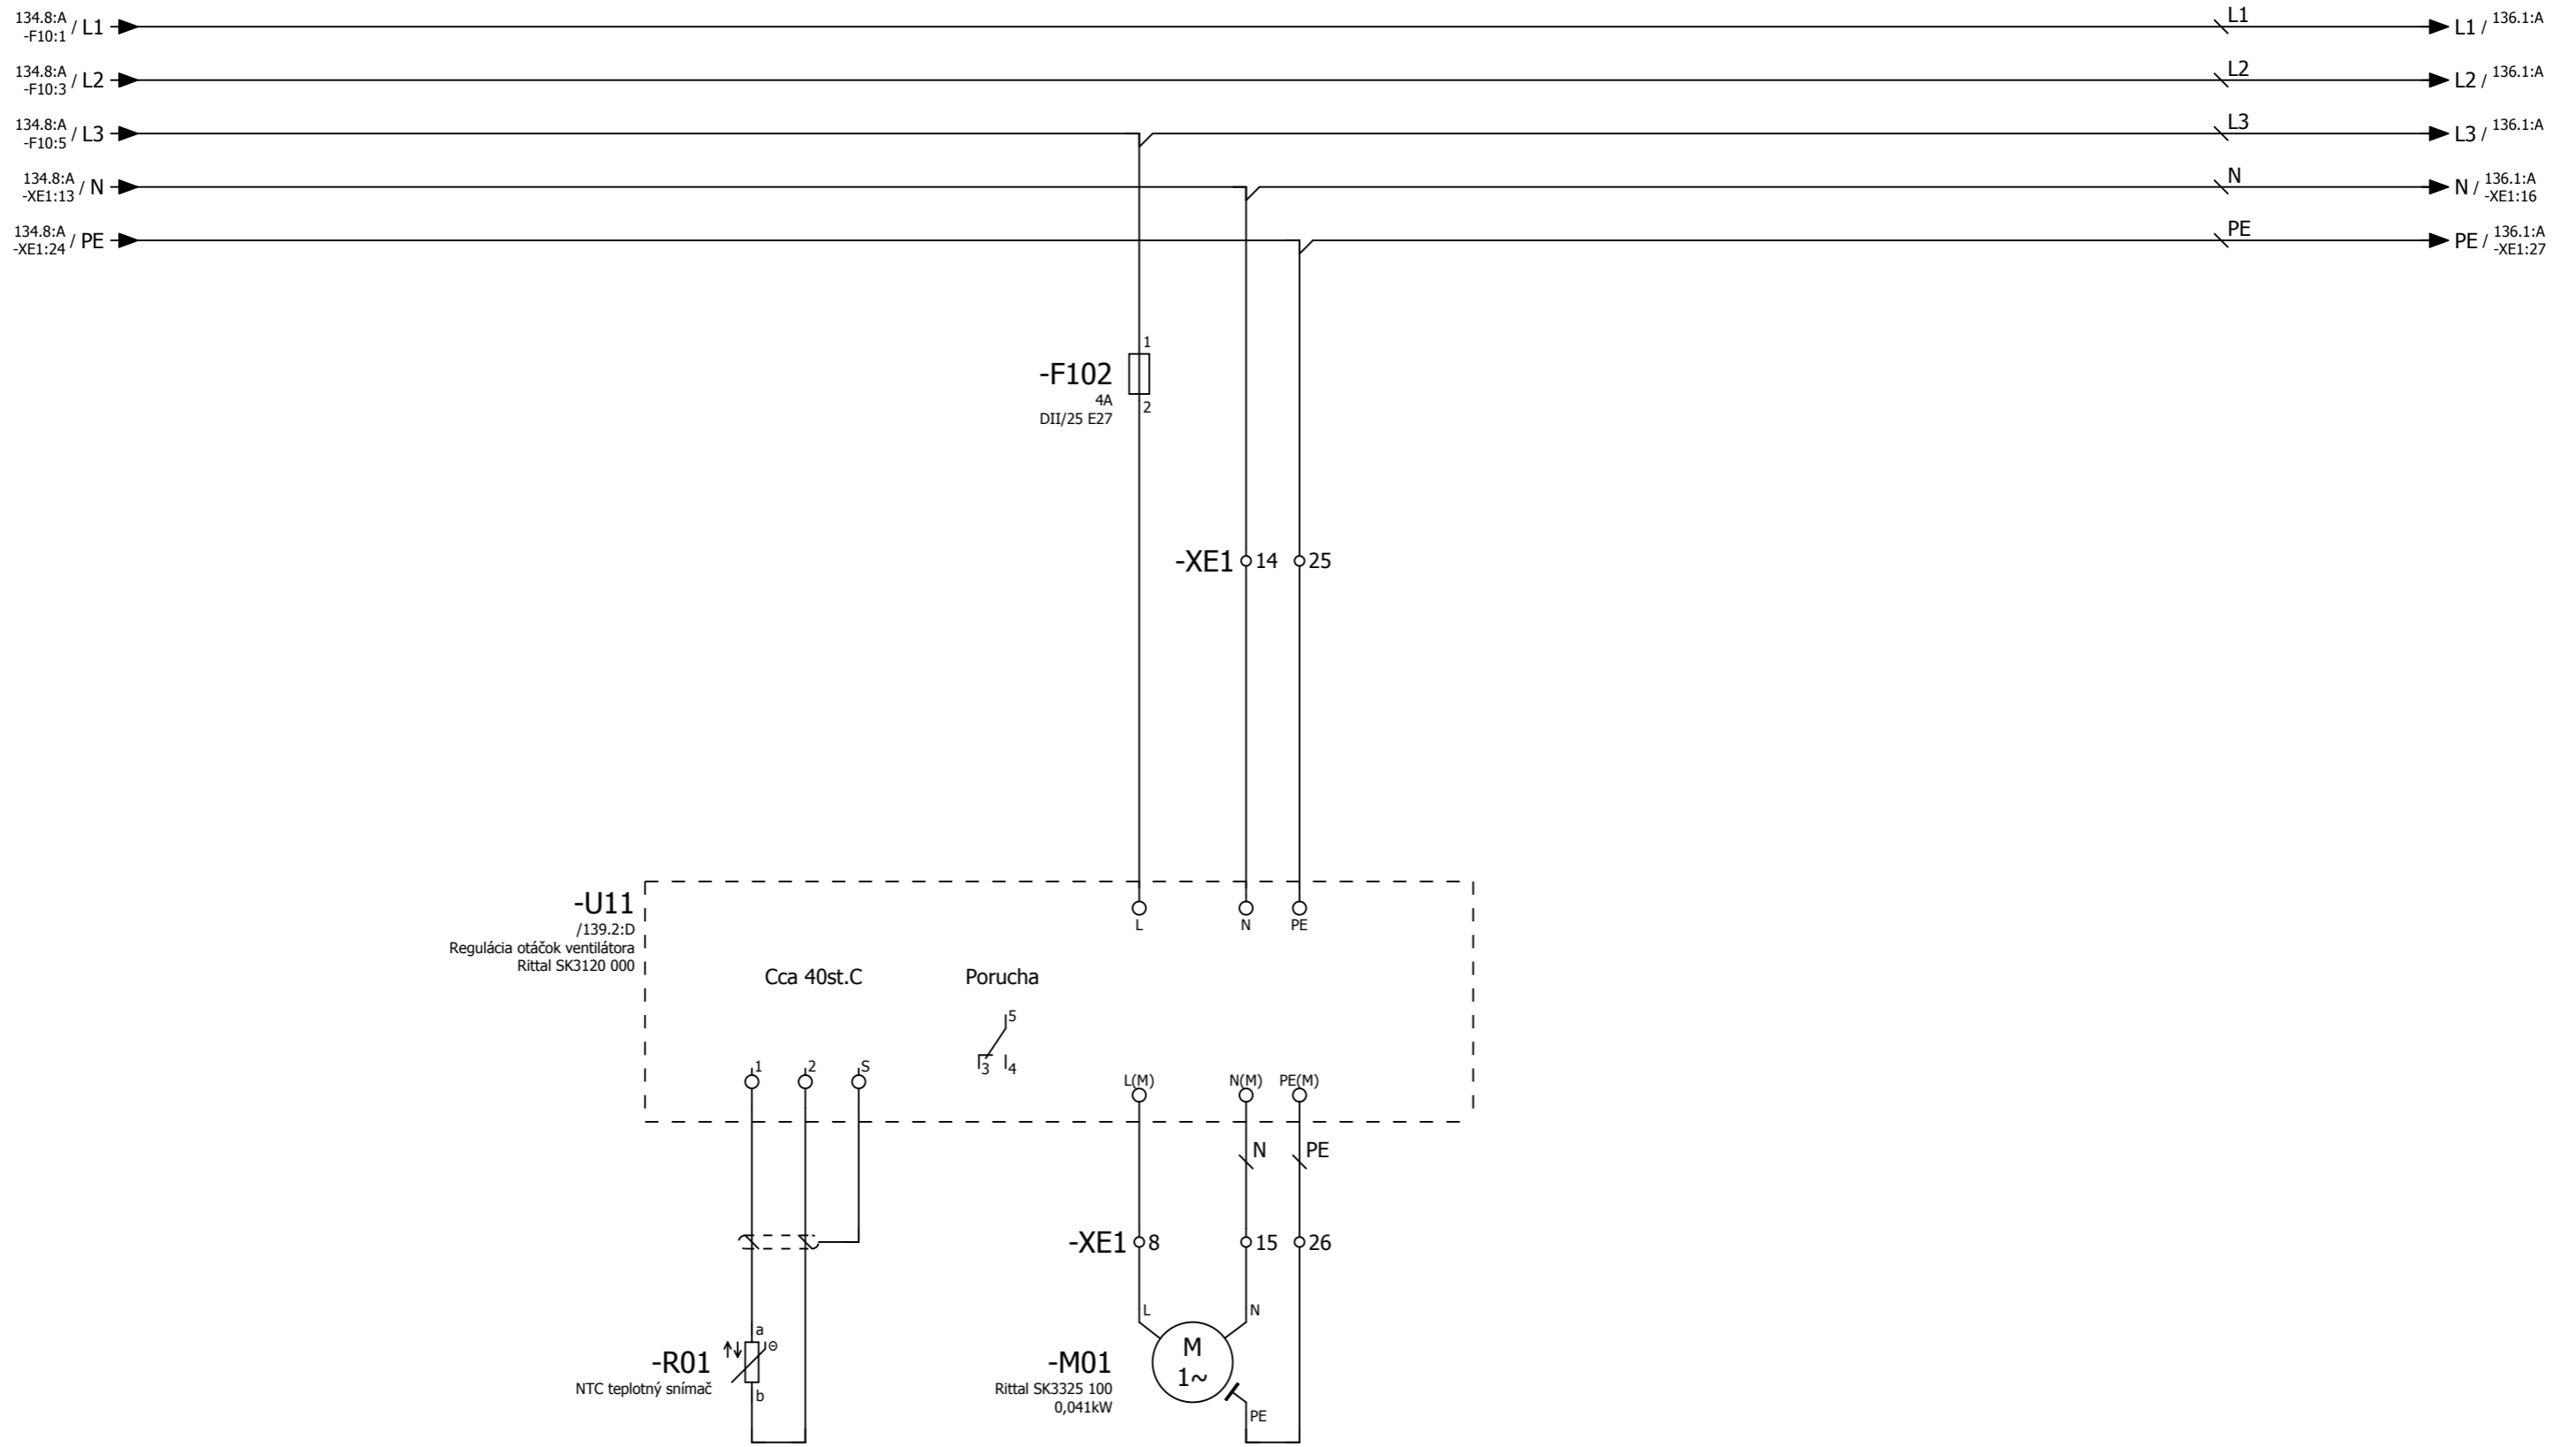 134.8:A
-F10:1 / L1
L1
L1 / 136.1:A
134.8:A
-F10:3 / L2
L2
L2 / 136.1:A
134.8:A
-F10:5 / L3
L3
L3 / 136.1:A
134.8:A
-XE1:13 / N
N
N / 136.1:A
-XE1:16
134.8:A
-XE1:24 / PE
PE
PE / 136.1:A
-XE1:27
1
-F102
4A
2
DII/25 E27
-XE1 14 25
-U11
/139.2:D
Regulácia otáčok ventilátora
Rittal SK3120 000
L N PE
Cca 40st.C
Porucha
5
3 4
1 2 S
L(M) N(M) PE(M)
N PE
-XE1 8 15 26
L N
a
Θ
-R01
NTC teplotný snímač
b
M
1~
-M01
Rittal SK3325 100
0,041kW
PE